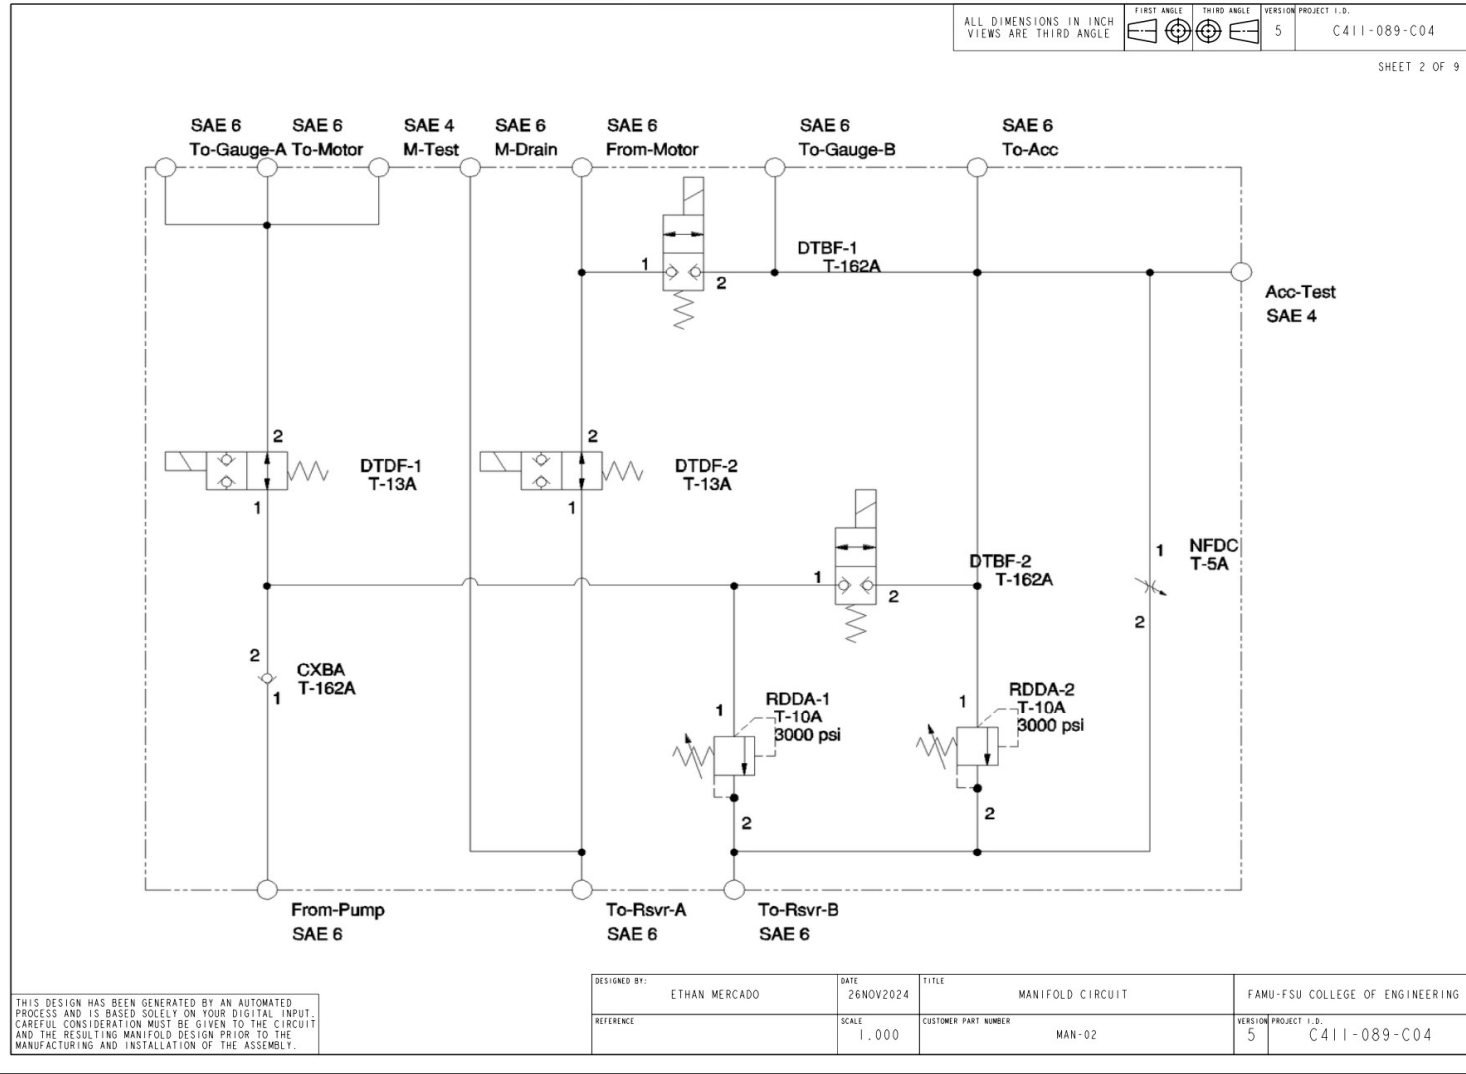 ALL DIMENSIONS IN INCH
VIEWS ARE THIRD ANGLE
FIRST ANGLE
THIRD ANGLE
VERSION
5
PROJECT I.D.
C411-089-C04
SHEET 2 OF 9
SAE 6
To-Gauge-A
SAE 6
To-Motor
SAE 4
M-Test
SAE 6
M-Drain
SAE 6
From-Motor
SAE 6
To-Gauge-B
SAE 6
To-Acc
DTBF-1
T-162A
1
2
Acc-Test
SAE 4
2
DTDF-1
T-13A
1
2
DTDF-2
T-13A
1
DTBF-2
T-162A
1
2
1
NFDC
T-5A
2
2
CXBA
T-162A
1
RDDA-1
T-10A
3000 psi
1
2
RDDA-2
T-10A
3000 psi
1
2
From-Pump
SAE 6
To-Rsvr-A
SAE 6
To-Rsvr-B
SAE 6
THIS DESIGN HAS BEEN GENERATED BY AN AUTOMATED
PROCESS AND IS BASED SOLELY ON YOUR DIGITAL INPUT.
CAREFUL CONSIDERATION MUST BE GIVEN TO THE CIRCUIT
AND THE RESULTING MANIFOLD DESIGN PRIOR TO THE
MANUFACTURING AND INSTALLATION OF THE ASSEMBLY.
DESIGNED BY:
ETHAN MERCADO
DATE
26NOV2024
TITLE
MANIFOLD CIRCUIT
FAMU-FSU COLLEGE OF ENGINEERING
REFERENCE
SCALE
1.000
CUSTOMER PART NUMBER
MAN-02
VERSION
5
PROJECT I.D.
C411-089-C04